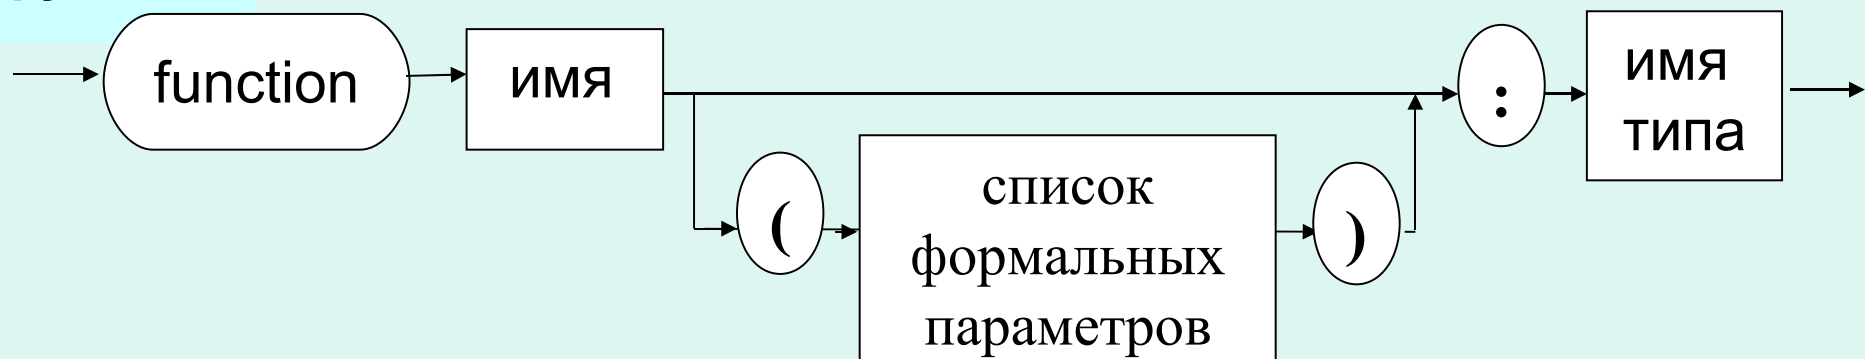 function
имя
:
имя
типа
(
список
формальных
параметров
)